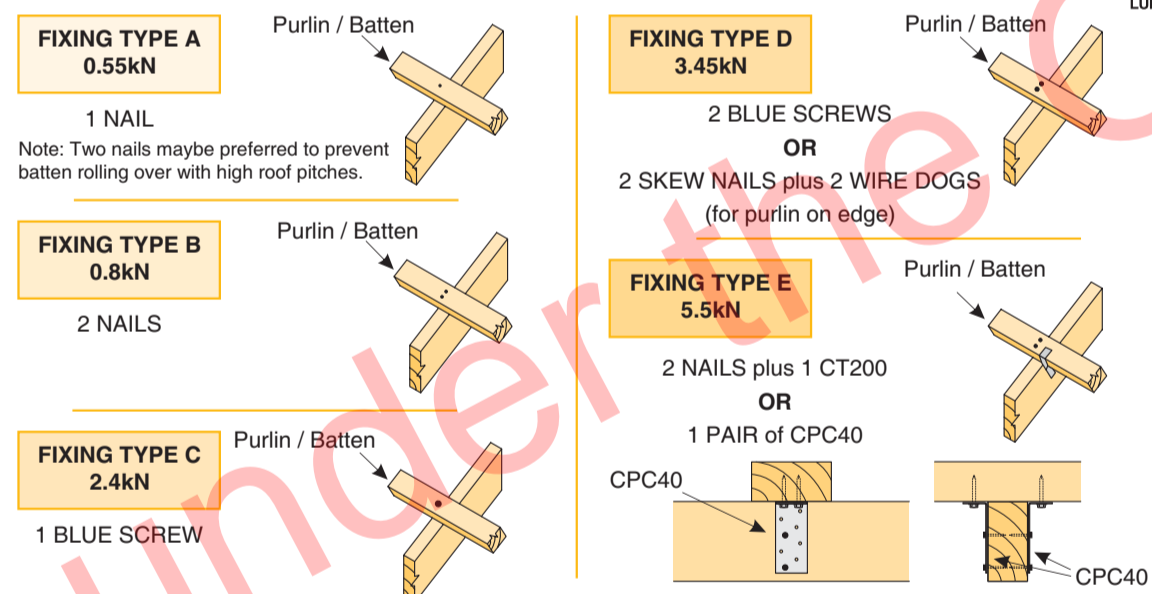 FIXING TYPE A
0.55kN
Purlin / Batten
1 NAIL
Note: Two nails maybe preferred to prevent
batten rolling over with high roof pitches.
FIXING TYPE B
0.8kN
Purlin / Batten
2 NAILS
FIXING TYPE C
2.4kN
Purlin / Batten
1 BLUE SCREW
FIXING TYPE D
3.45kN
Purlin / Batten
2 BLUE SCREWS
OR
2 SKEW NAILS plus 2 WIRE DOGS
(for purlin on edge)
FIXING TYPE E
5.5kN
Purlin / Batten
2 NAILS plus 1 CT200
OR
1 PAIR of CPC40
CPC40
CPC40
under the